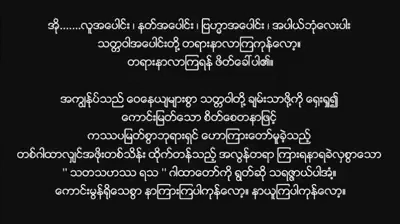 အို.......လူအပေါင်း ၊ နတ်အပေါင်း ၊ ဗြဟ္မာအပေါင်း ၊ အပါယ်ဘုံလေးပါး
သတ္တဝါအပေါင်းတို့ တရားနာလာကြကုန်လော့။
တရားနာလာကြရန် ဖိတ်ခေါ်ပါ၏။
အကျွန်ုပ်သည် ဝေနေယျများစွာ သတ္တဝါတို့ ချမ်းသာဖို့ကို ရှေးရှု၍
ကောင်းမြတ်သော စိတ်စေတနာဖြင့်
ကဿပမြတ်စွာဘုရားရှင် ဟောကြားတော်မူခဲ့သည့်
တစ်ဂါထာလျှင်အဖိုးတစ်သိန်း ထိုက်တန်သည့် အလွန်တရာ ကြားရနာရခဲလှစွာသော
" သတသဟဿ ရသ " ဂါထာတော်ကို ရွတ်ဆို သရဇ္ဈာယ်ပါအံ့။
ကောင်းမွန်ရိုသေစွာ နာကြားကြပါကုန်လော့။ နာယူကြပါကုန်လော့။